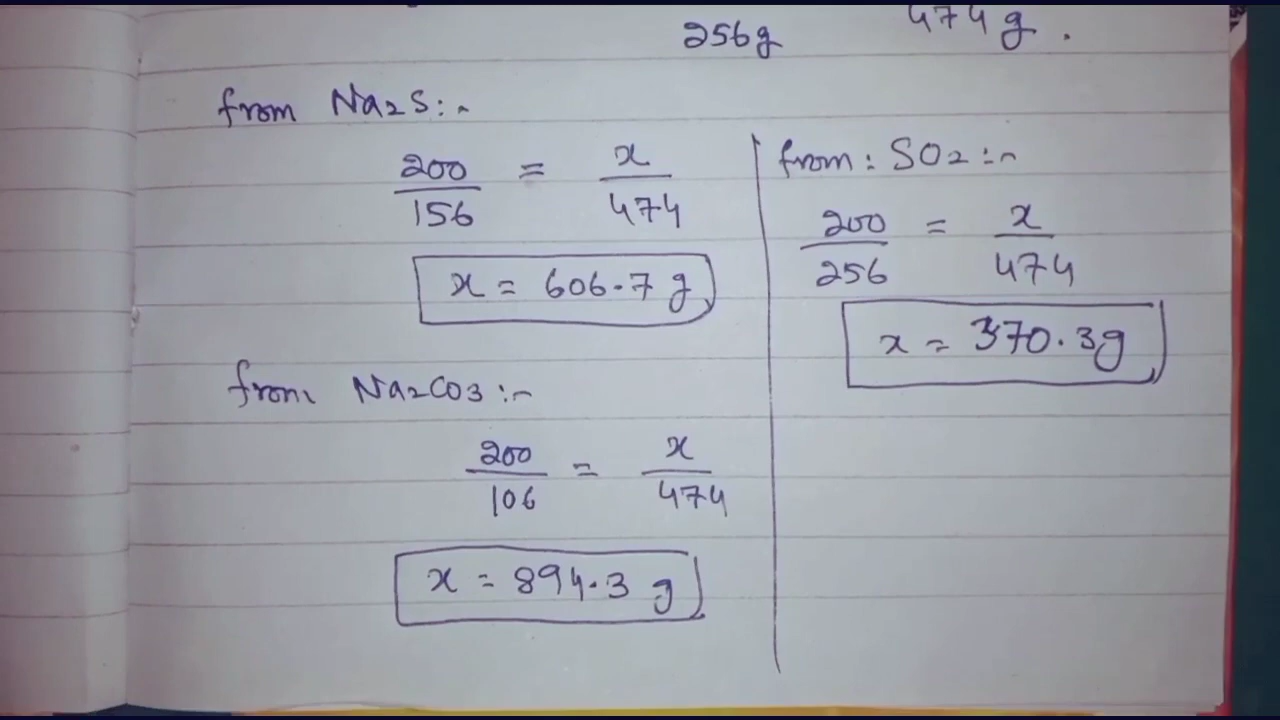 256g 474 g .
from Na2S:-
200/156 = x/474
x = 606.7 g
from: Na2CO3:-
200/106 = x/474
x = 894.3 g
from: SO2:-
200/256 = x/474
x = 370.3g